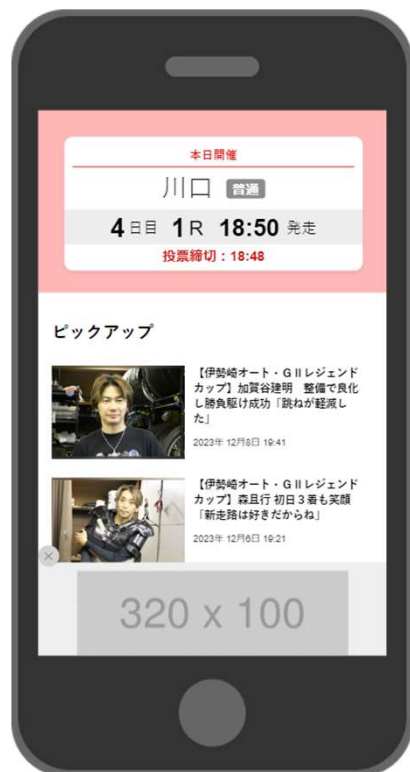 本日開催
川口 普通
4日目 1R 18:50 発走
投票締切：18:48
ピックアップ
【伊勢崎オート・ＧⅡレジェンド
カップ】加賀谷建明　整備で良化
し勝負駆け成功「跳ねが軽減し
た」
2023年 12月8日 19:41
【伊勢崎オート・ＧⅡレジェンド
カップ】森且行 初日３着も笑顔
「新走路は好きだからね」
2023年 12月6日 19:21
320 x 100